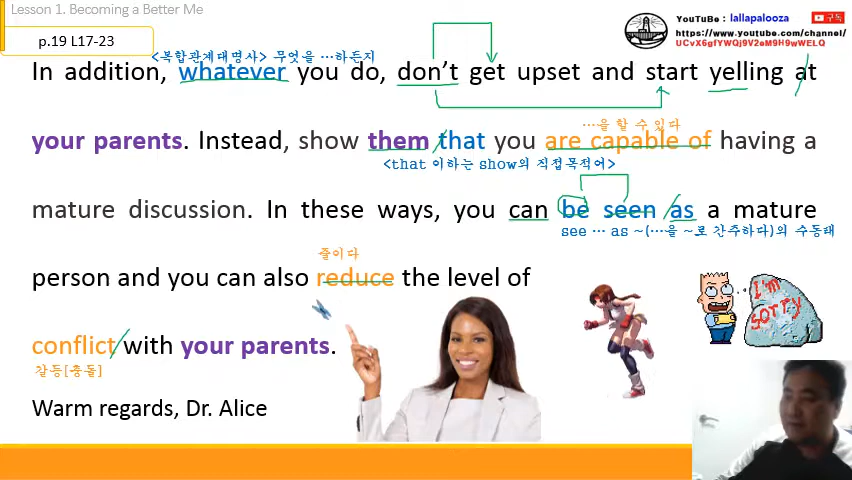 Lesson 1. Becoming a Better Me
p.19 L17-23
YouTuBe : lallapalooza
구독
https://www.youtube.com/channel/
UCvX6gfYWQj9V2eM9H9wWELQ
<복합관계대명사> 무엇을 …하든지
In addition, whatever you do, don't get upset and start yelling at
…을 할 수 있다
your parents. Instead, show them that you are capable of having a
<that 이하는 show의 직접목적어>
mature discussion. In these ways, you can be seen as a mature
see … as ~(…을 ~로 간주하다)의 수동태
줄이다
person and you can also reduce the level of
I'm
sorry
conflict with your parents.
갈등[충돌]
Warm regards, Dr. Alice